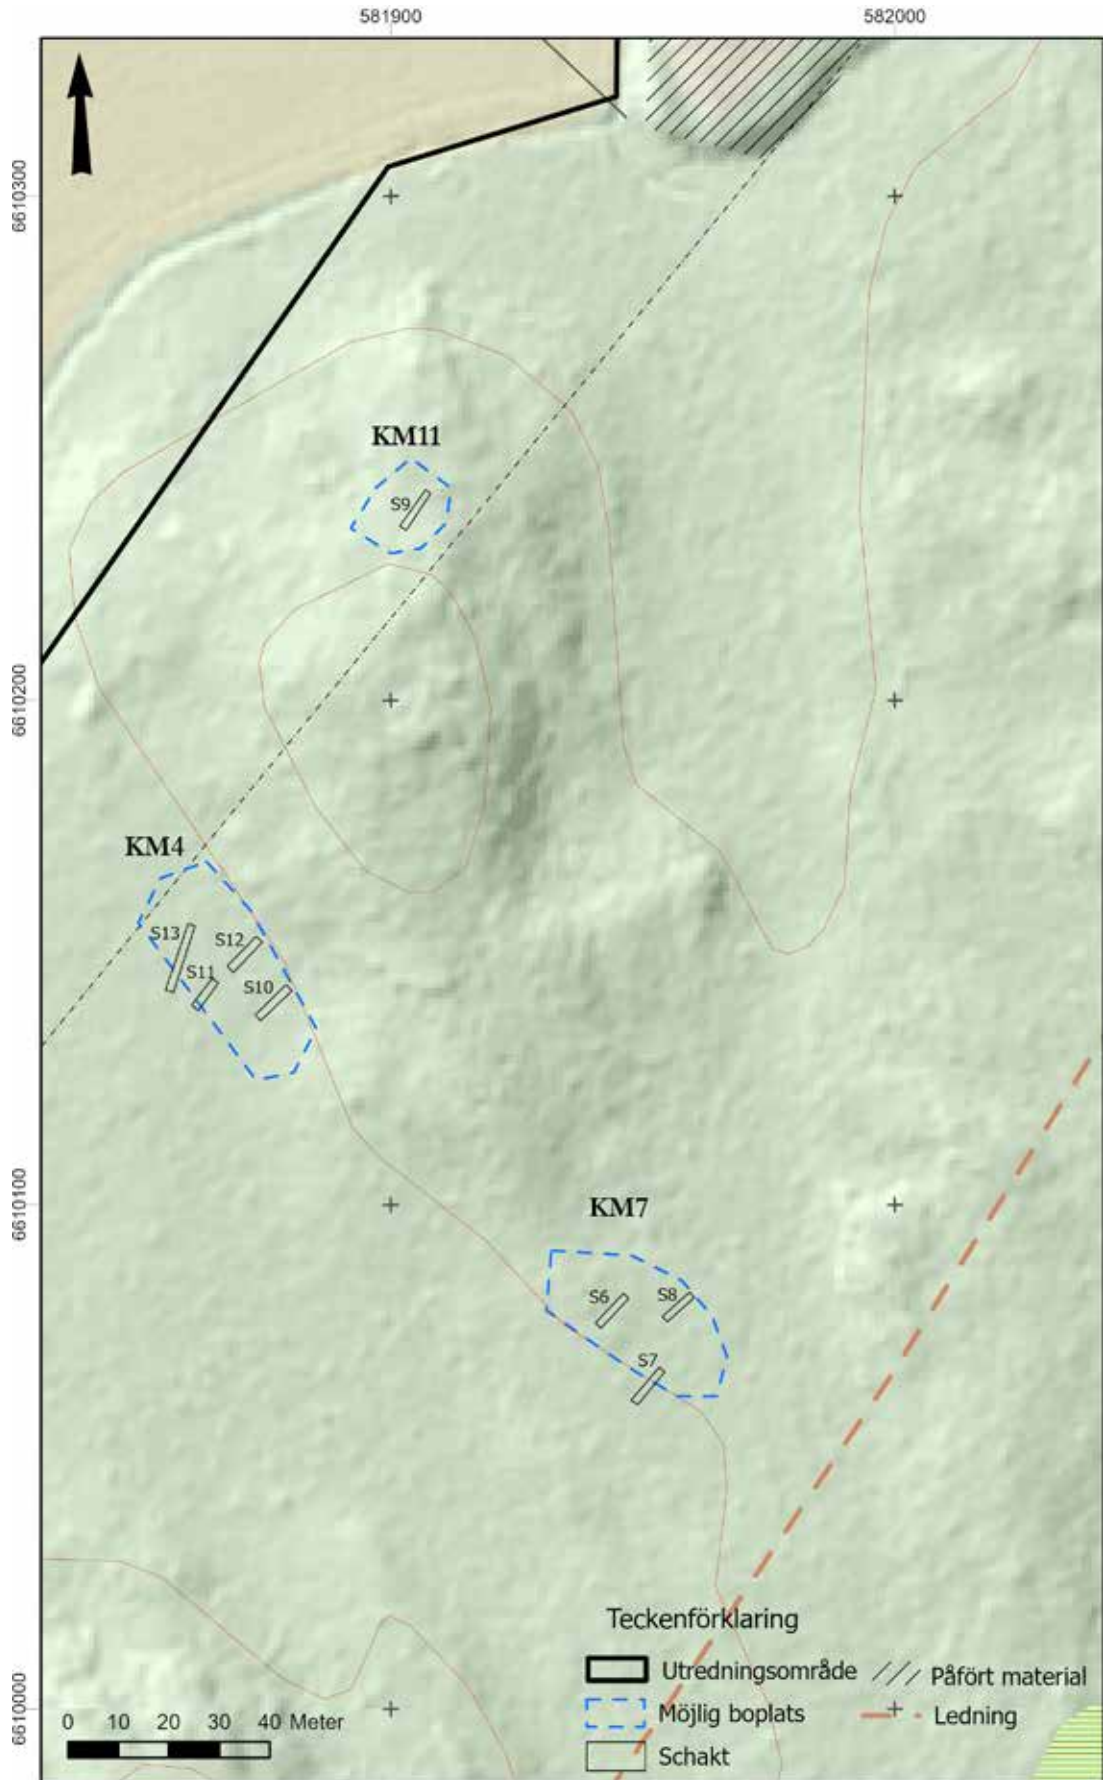 581900
582000
6610300
KM11
S9
6610200
KM4
S13
S12
S11
S10
6610100
KM7
S6
S8
S7
Teckenförklaring
Utredningsområde
Påfört material
Möjlig boplats
Ledning
Schakt
6610000
0 10 20 30 40 Meter